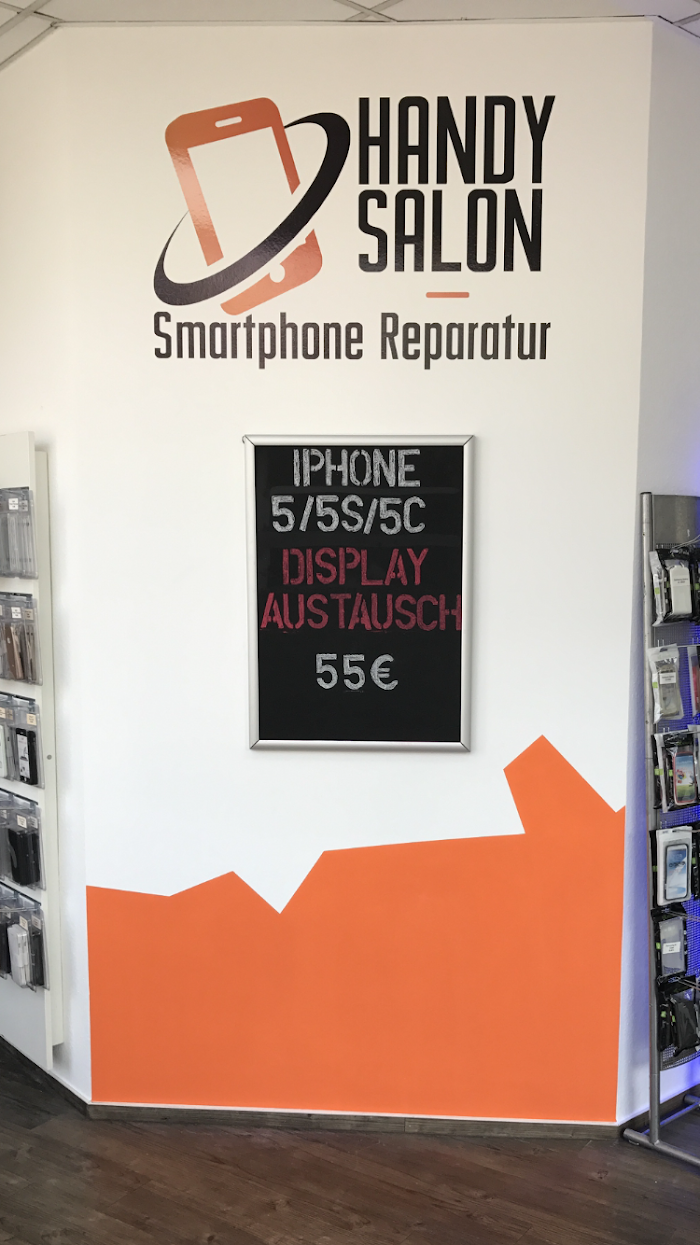 HANDY
SALON
Smartphone Reparatur
IPHONE
5/5S/5C
DISPLAY
AUSTAUSCH
55€